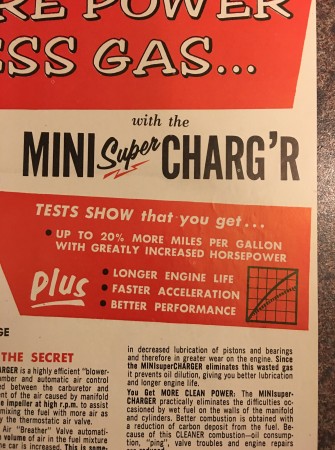 RE POWER
SS GAS...
with the
MINI Super CHARG'R
TESTS SHOW that you get...
• UP TO 20% MORE MILES PER GALLON
WITH GREATLY INCREASED HORSEPOWER
Plus
• LONGER ENGINE LIFE
• FASTER ACCELERATION
• BETTER PERFORMANCE
GE
THE SECRET
ARGER is a highly efficient "blower-
amber and automatic air control
ed between the carburetor and
nt of the air caused by manifold
e impeller at high r.p.m. to assist
mixing the fuel with more air
y the thermostatic air valve.
Air "Breather" Valve automati-
n volume of air in the fuel mixture
he car is increased. This is some-
in decreased lubrication of pistons and bearings
and therefore in greater wear on the engine. Since
the MINIsuperCHARGER eliminates this wasted gas
it prevents oil dilution, giving you better lubrication
and longer engine life.
You Get MORE CLEAN POWER: The MINIsuper-
CHARGER practically eliminates the difficulties oc-
casioned by wet fuel on the walls of the manifold
and cylinders. Better combustion is obtained with
a reduction of carbon deposit from the fuel. Be-
cause of this CLEANER combustion—oil consump-
tion, "ping", valve troubles and engine repairs
are reduced.